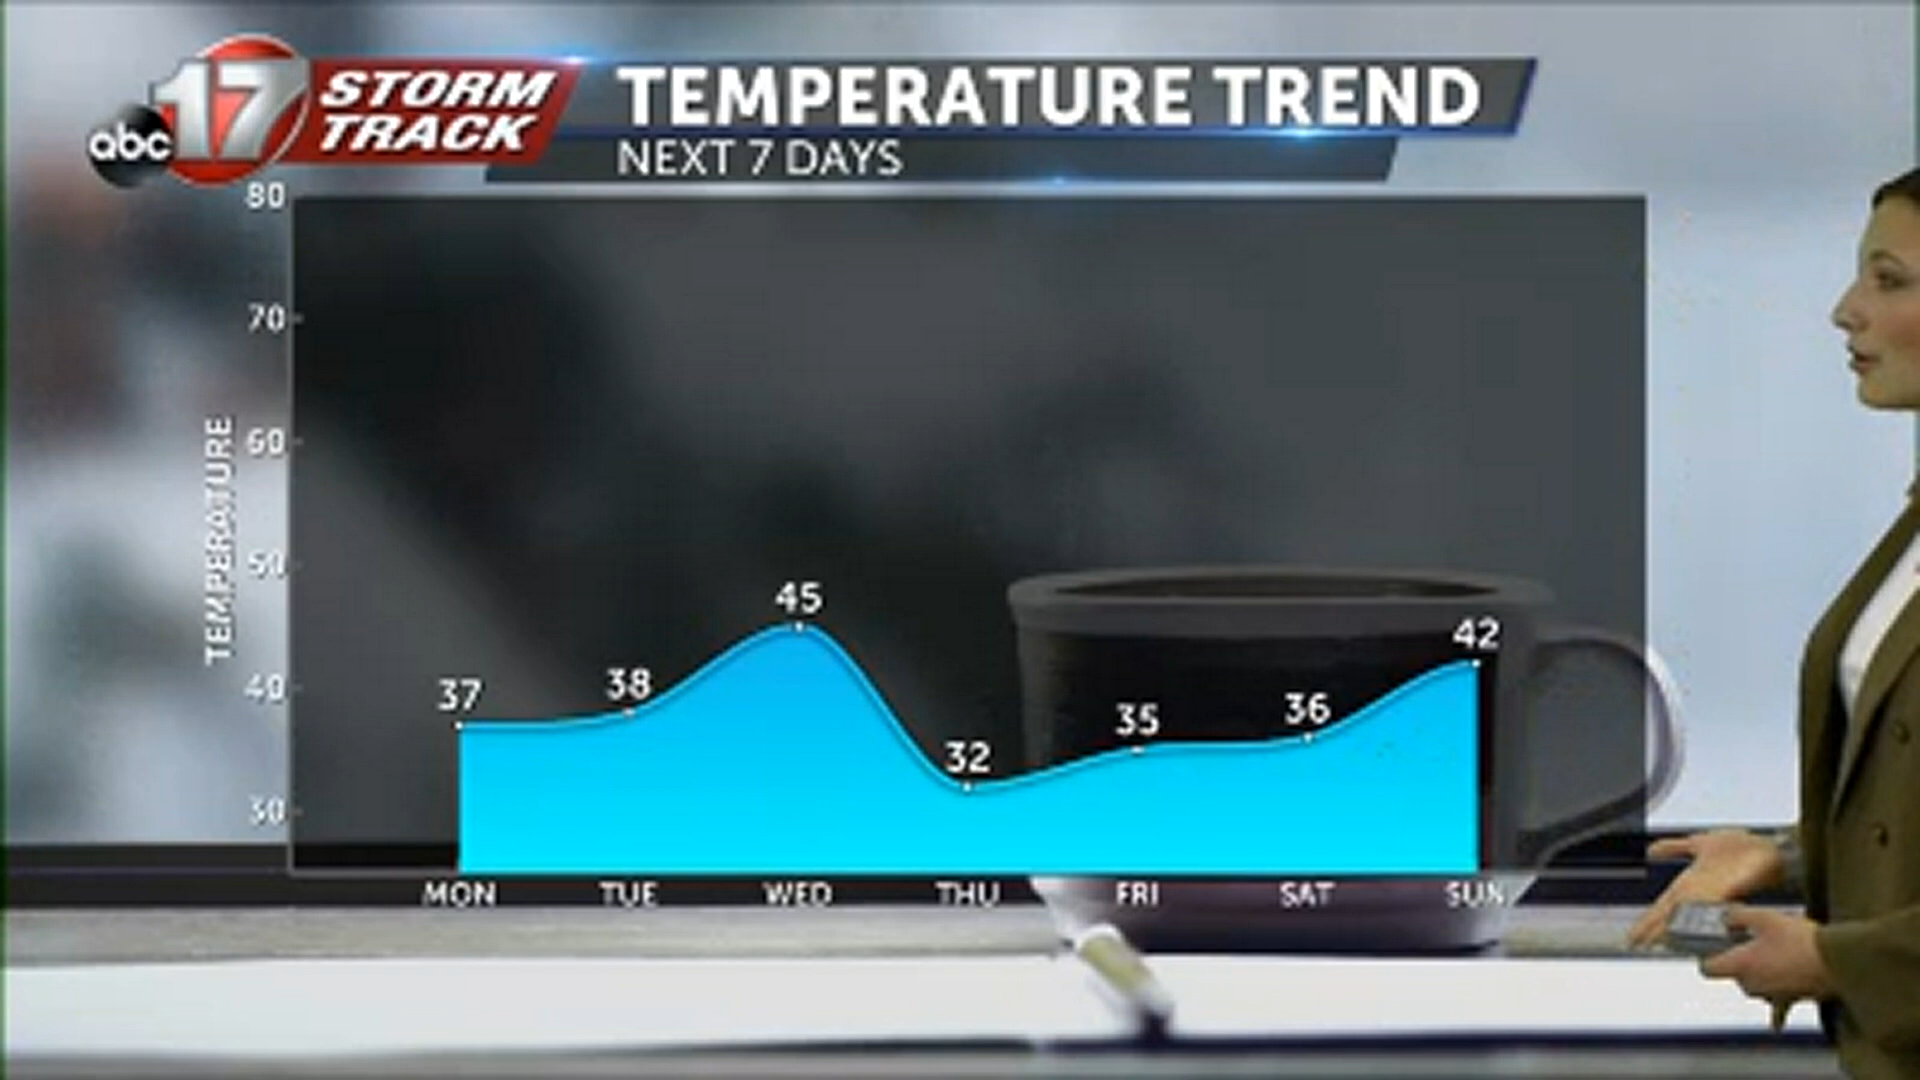 abc 17 STORM TRACK
TEMPERATURE TREND
NEXT 7 DAYS
TEMPERATURE
80
70
60
50
40
30
37
38
45
32
35
36
42
MON TUE WED THU FRI SAT SUN